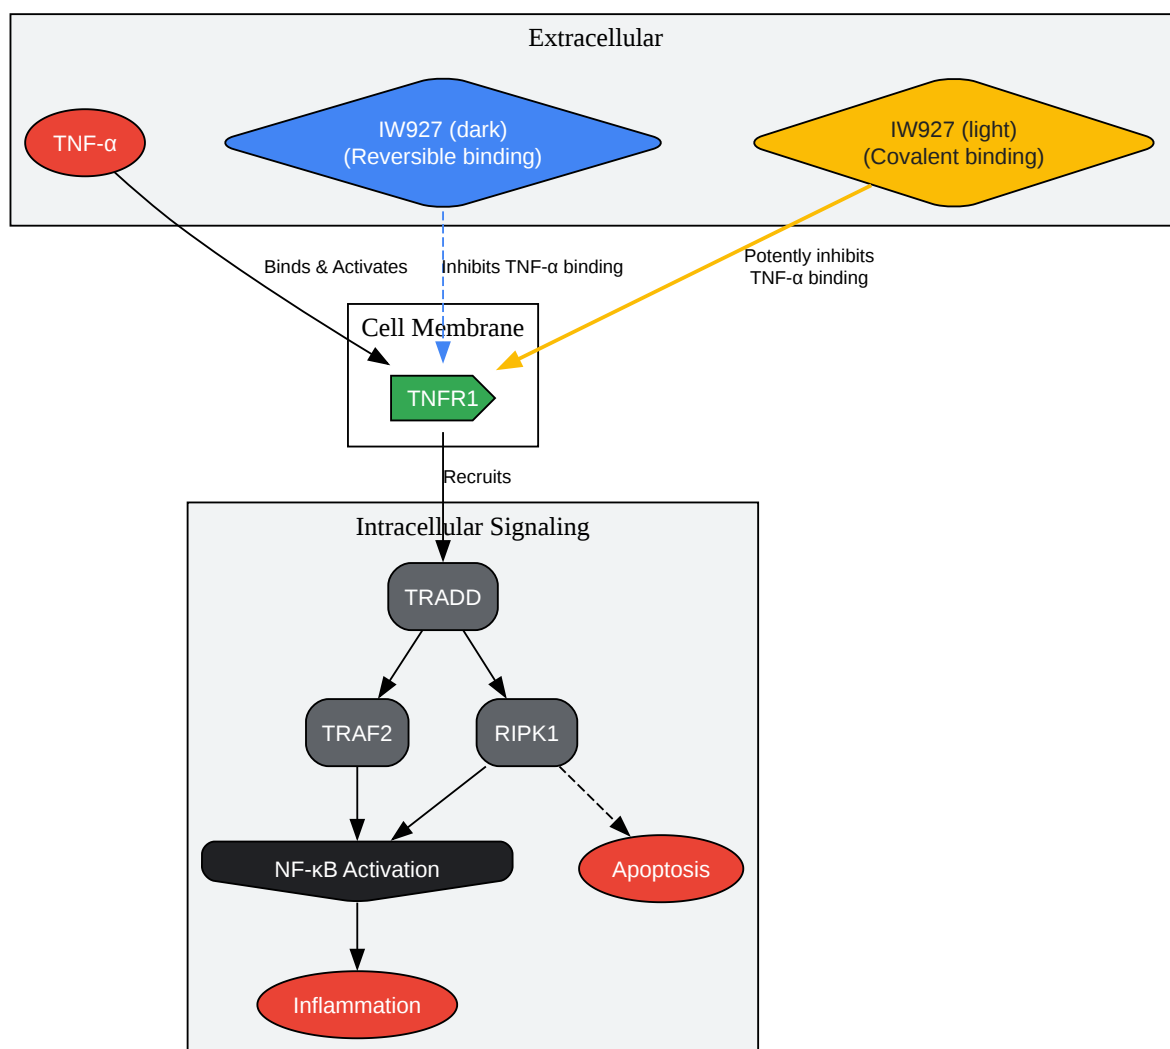 Extracellular
TNF-α
IW927 (dark)
(Reversible binding)
IW927 (light)
(Covalent binding)
Binds & Activates
Inhibits TNF-α binding
Potently inhibits
TNF-α binding
Cell Membrane
TNFR1
Recruits
Intracellular Signaling
TRADD
TRAF2
RIPK1
NF-κB Activation
Apoptosis
Inflammation